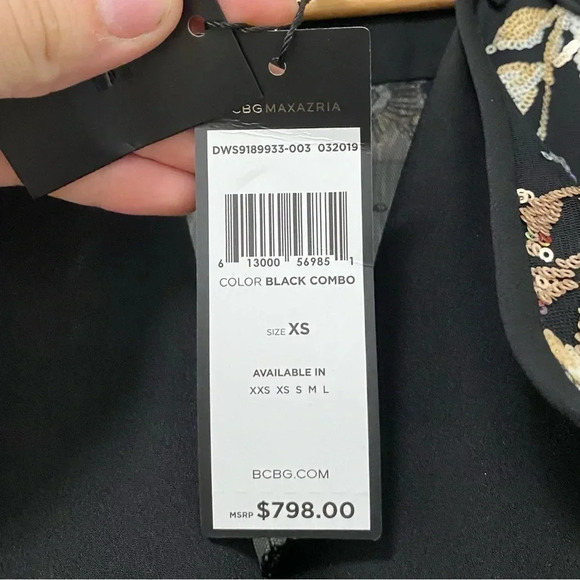 CBGMAXAZRIA
DWS9189933-003 032019
6 13000 56985 1
COLOR BLACK COMBO
SIZE XS
AVAILABLE IN
XXS XS S M L
BCBG.COM
MSRP $798.00